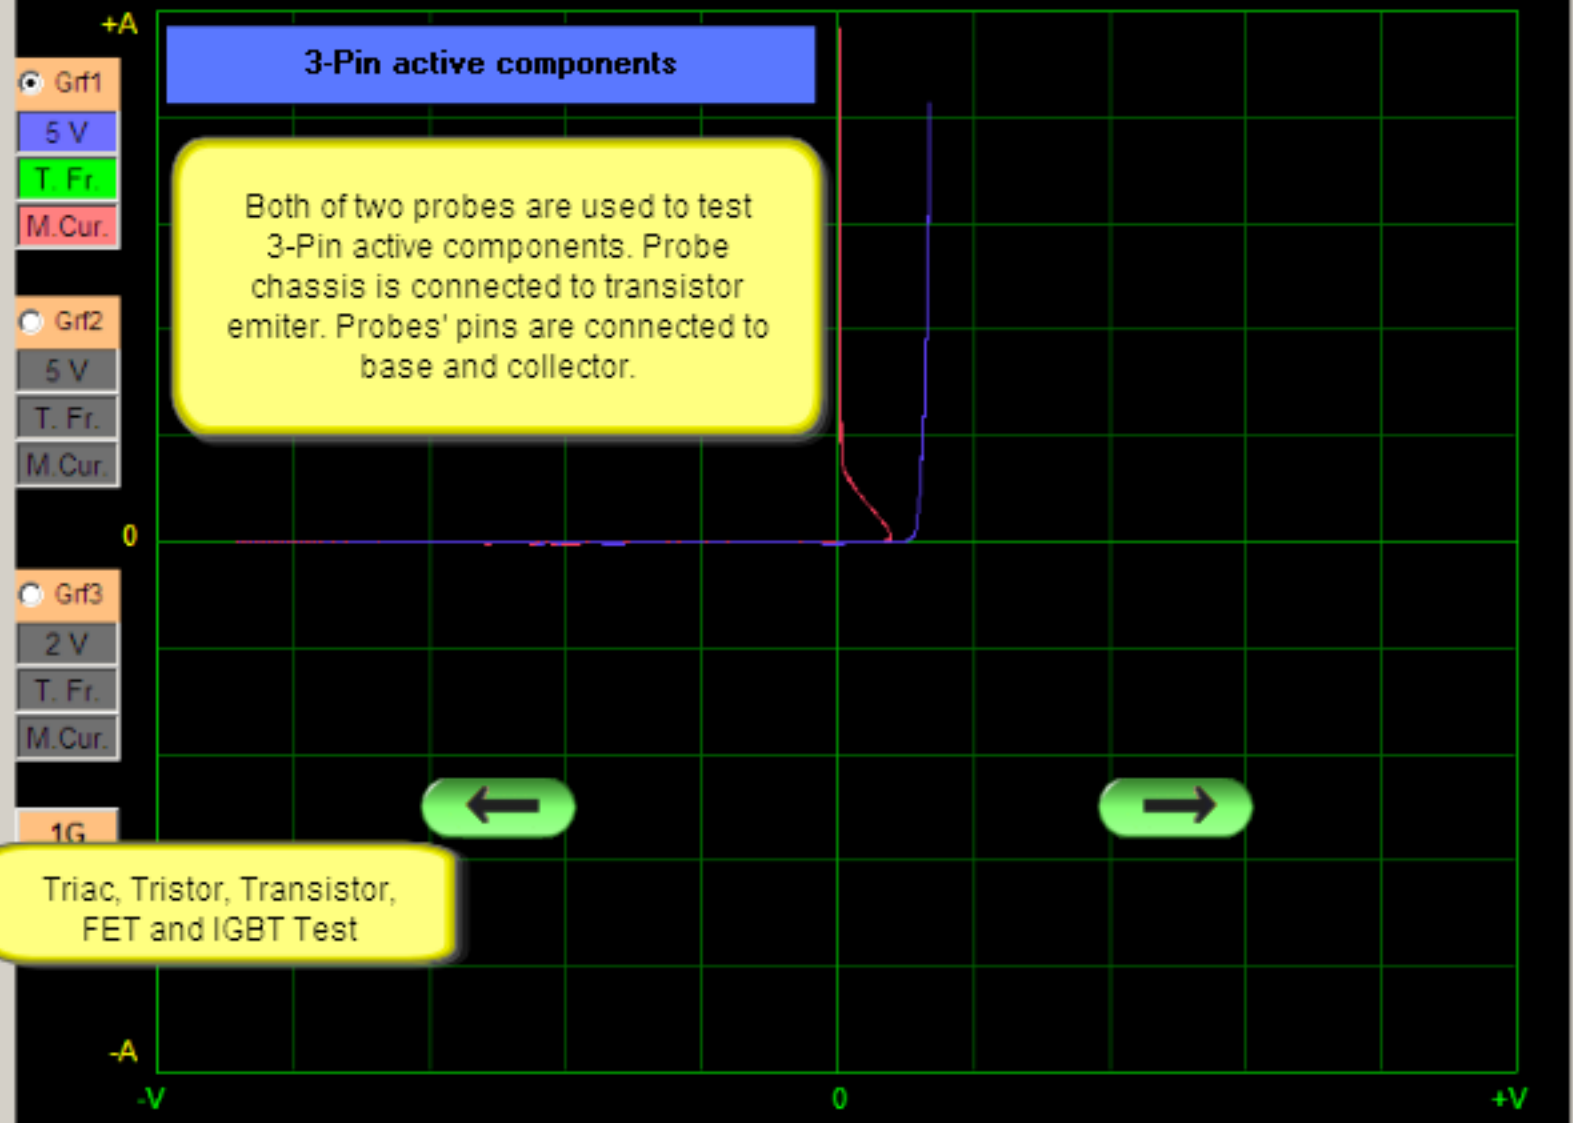 +A
3-Pin active components
Grf1
5 V
T. Fr.
M.Cur.
Both of two probes are used to test
3-Pin active components. Probe
chassis is connected to transistor
emiter. Probes' pins are connected to
base and collector.
Grf2
5 V
T. Fr.
M.Cur.
0
Grf3
2 V
T. Fr.
M.Cur.
1G
Triac, Tristor, Transistor,
FET and IGBT Test
-A
-V
0
+V